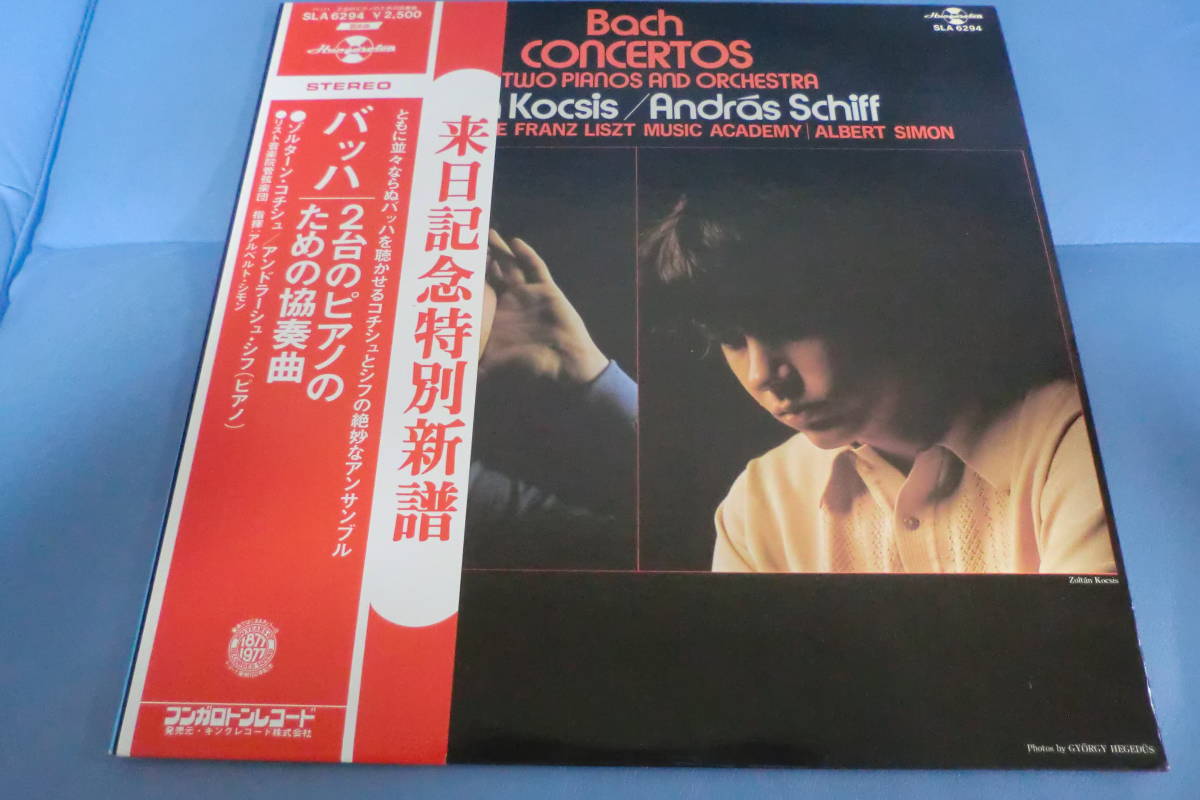 SLA 6294 ¥2,500
Hungaroton
STEREO
バッハ
2台のピアノの
ための協奏曲
●ゾルターン・コチシュ/アンドラーシュ・シフ(ピアノ)
●リスト音楽院管弦楽団 指揮:アルベルト・シモン
ともに並々ならぬバッハを聴かせるコチシュとシフの絶妙なアンサンブル
来日記念特別新譜
1877
1977
フンガロトンレコード
発売元・キングレコード株式会社
Bach
CONCERTOS
TWO PIANOS AND ORCHESTRA
Kocsis / András Schiff
FRANZ LISZT MUSIC ACADEMY | ALBERT SIMON
Hungaroton
SLA 6294
Zoltán Kocsis
Photos by GYÖRGY HEGEDÜS